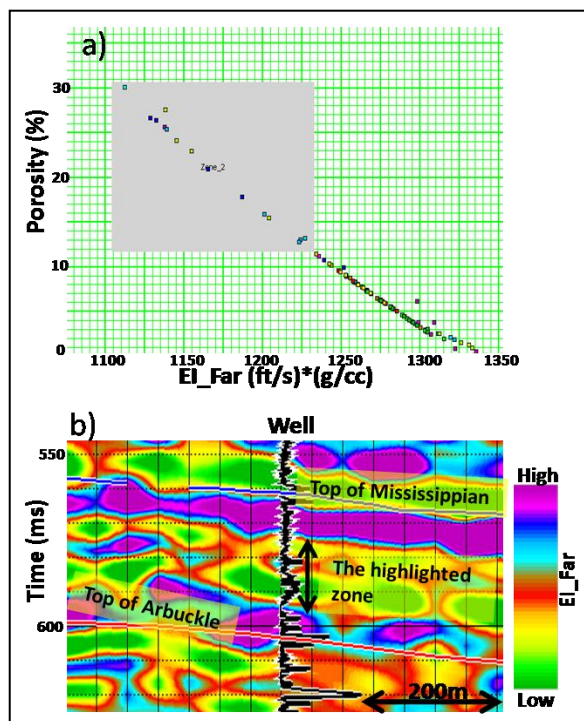 a)
Porosity (%)
30
20
10
0
Zone_2
1100 1150 1200 1250 1300 1350
EI_Far (ft/s)*(g/cc)
b)
Well
550
600
Time (ms)
Top of Mississippian
The highlighted
zone
Top of Arbuckle
200m
High
EI_Far
Low